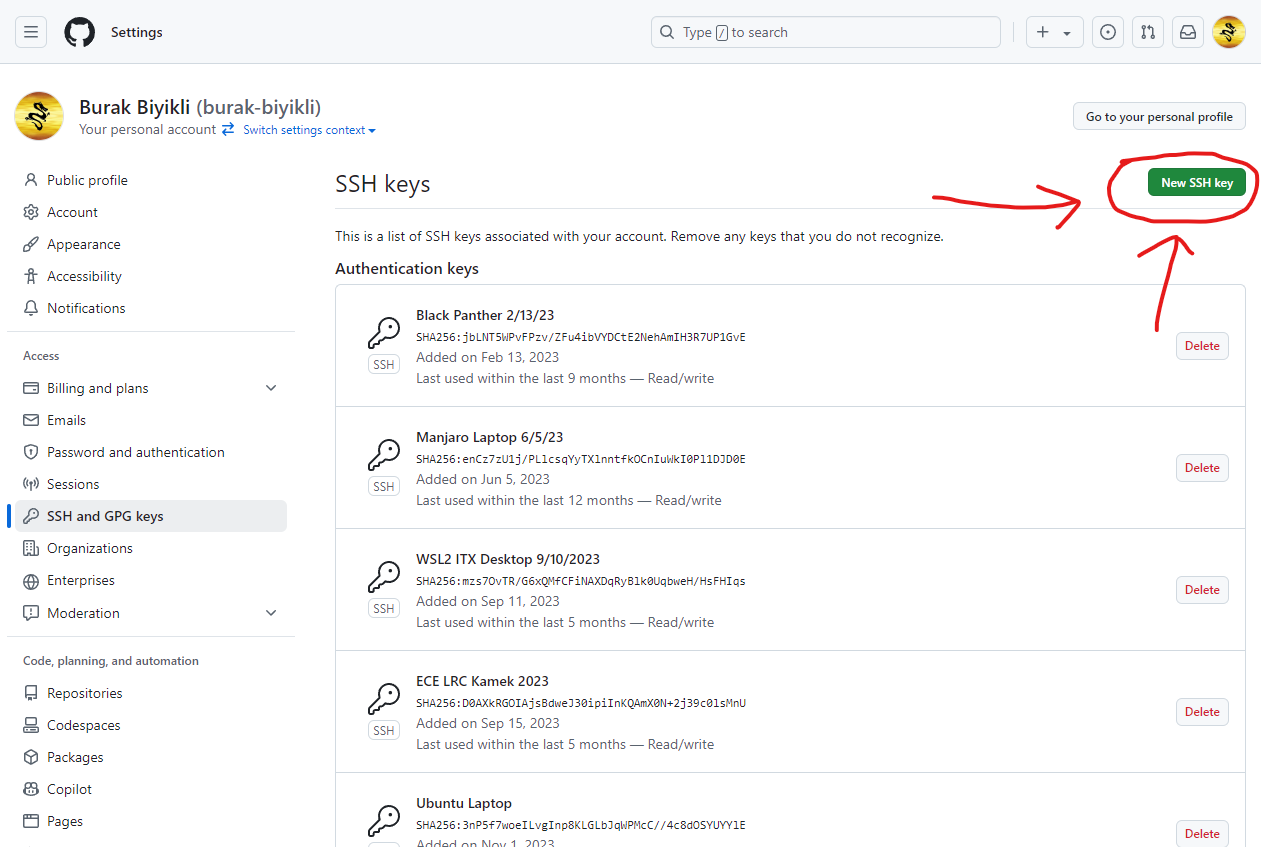 Settings
Type / to search
Burak Biyikli (burak-biyikli)
Your personal account Switch settings context
Go to your personal profile
Public profile
Account
Appearance
Accessibility
Notifications
Access
Billing and plans
Emails
Password and authentication
Sessions
SSH and GPG keys
Organizations
Enterprises
Moderation
Code, planning, and automation
Repositories
Codespaces
Packages
Copilot
Pages
SSH keys
New SSH key
This is a list of SSH keys associated with your account. Remove any keys that you do not recognize.
Authentication keys
Black Panther 2/13/23
SHA256:jbLNT5WPvFPzv/ZFu4ibVYDCtE2NehAmIH3R7UP1GvE
SSH
Added on Feb 13, 2023
Last used within the last 9 months — Read/write
Delete
Manjaro Laptop 6/5/23
SHA256:enCz7zU1j/PLlcsqYyTXlnntfkOCnIuWkI0Pl1DJD0E
SSH
Added on Jun 5, 2023
Last used within the last 12 months — Read/write
Delete
WSL2 ITX Desktop 9/10/2023
SHA256:mzs7OvTR/G6xQMfCFiNAXDqRyBlk0UqbweH/HsFHIqs
SSH
Added on Sep 11, 2023
Last used within the last 5 months — Read/write
Delete
ECE LRC Kamek 2023
SHA256:D0AXkRGOIAjsBdweJ30ipiInKQAmX0N+2j39c0lsMnU
SSH
Added on Sep 15, 2023
Last used within the last 5 months — Read/write
Delete
Ubuntu Laptop
SHA256:3nP5f7woeILvgInp8KLGLbJqWPMcC//4c8dOSYUYYlE
Added on Nov 1, 2023
Delete